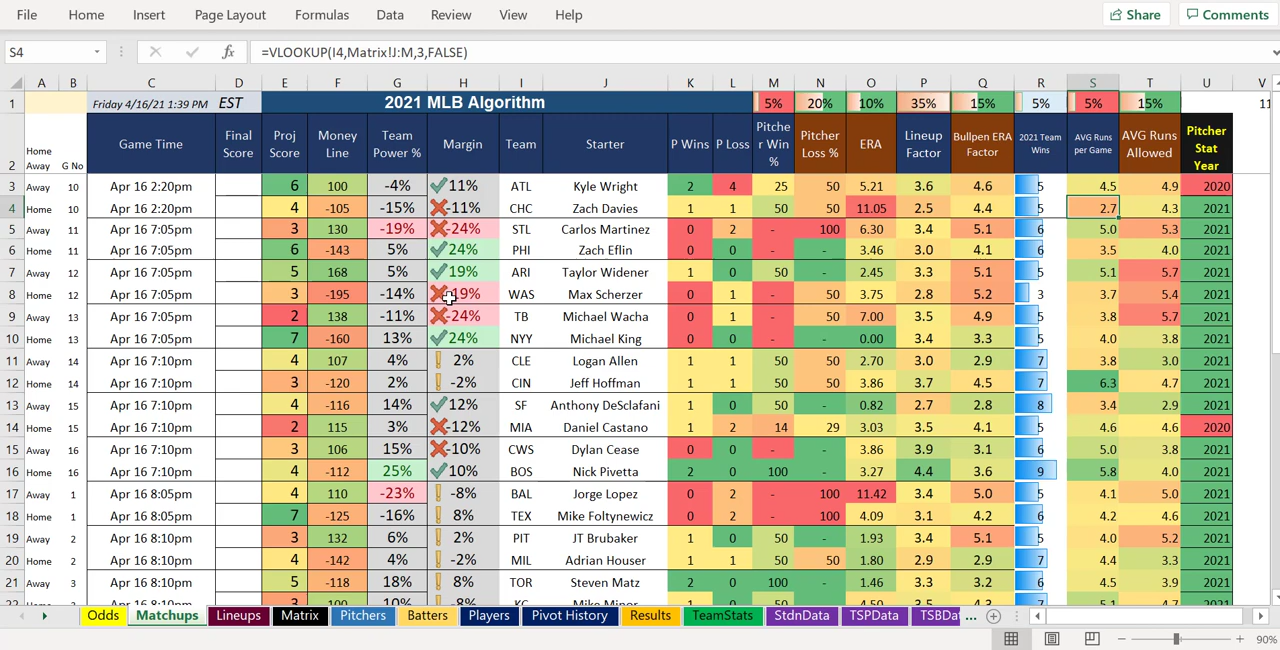 File Home Insert Page Layout Formulas Data Review View Help Share Comments
S4 fx =VLOOKUP(I4,Matrix!J:M,3,FALSE)
A B C D E F G H I J K L M N O P Q R S T U V
1 Friday 4/16/21 1:39 PM EST 2021 MLB Algorithm 5% 20% 10% 35% 15% 5% 5% 15% 11
2 Home Away G No Game Time Final Score Proj Score Money Line Team Power % Margin Team Starter P Wins P Loss Pitcher Win % Pitcher Loss % ERA Lineup Factor Bullpen ERA Factor 2021 Team Wins AVG Runs per Game AVG Runs Allowed Pitcher Stat Year
3 Away 10 Apr 16 2:20pm 6 100 -4% 11% ATL Kyle Wright 2 4 25 50 5.21 3.6 4.6 5 4.5 4.9 2020
4 Home 10 Apr 16 2:20pm 4 -105 -15% -11% CHC Zach Davies 1 1 50 50 11.05 2.5 4.4 5 2.7 4.3 2021
5 Away 11 Apr 16 7:05pm 3 130 -19% -24% STL Carlos Martinez 0 2 - 100 6.30 3.4 5.1 6 5.0 5.3 2021
6 Home 11 Apr 16 7:05pm 6 -143 5% 24% PHI Zach Eflin 0 0 - - 3.46 3.0 4.1 6 3.5 4.0 2021
7 Away 12 Apr 16 7:05pm 5 168 5% 19% ARI Taylor Widener 1 0 50 - 2.45 3.3 5.1 5 5.1 5.7 2021
8 Home 12 Apr 16 7:05pm 3 -195 -14% -19% WAS Max Scherzer 0 1 - 50 3.75 2.8 5.2 3 3.7 5.4 2021
9 Away 13 Apr 16 7:05pm 2 138 -11% -24% TB Michael Wacha 0 1 - 50 7.00 3.5 4.9 5 3.8 5.7 2021
10 Home 13 Apr 16 7:05pm 7 -160 13% 24% NYY Michael King 0 0 - - 0.00 3.4 3.3 5 4.0 3.8 2021
11 Away 14 Apr 16 7:10pm 4 107 4% 2% CLE Logan Allen 1 1 50 50 2.70 3.0 2.9 7 3.8 3.0 2021
12 Home 14 Apr 16 7:10pm 3 -120 2% -2% CIN Jeff Hoffman 1 1 50 50 3.86 3.7 4.5 7 6.3 4.7 2021
13 Away 15 Apr 16 7:10pm 4 -116 14% 12% SF Anthony DeSclafani 1 0 50 - 0.82 2.7 2.8 8 3.4 2.9 2021
14 Home 15 Apr 16 7:10pm 2 115 3% -12% MIA Daniel Castano 1 2 14 29 3.03 3.5 4.1 5 4.6 4.6 2020
15 Away 16 Apr 16 7:10pm 3 106 15% -10% CWS Dylan Cease 0 0 - - 3.86 3.9 3.1 6 4.8 4.2 2021
16 Home 16 Apr 16 7:10pm 4 -112 25% 10% BOS Nick Pivetta 2 0 100 - 3.27 4.4 3.6 9 5.8 4.0 2021
17 Away 1 Apr 16 8:05pm 4 110 -23% -8% BAL Jorge Lopez 0 2 - 100 11.42 3.4 5.0 5 4.1 5.0 2021
18 Home 1 Apr 16 8:05pm 7 -125 -16% 8% TEX Mike Foltynewicz 0 2 - 100 4.09 3.1 4.2 6 4.2 4.6 2021
19 Away 2 Apr 16 8:10pm 3 132 6% 2% PIT JT Brubaker 1 0 50 - 1.93 3.4 5.1 5 4.0 5.2 2021
20 Home 2 Apr 16 8:10pm 4 -142 4% -2% MIL Adrian Houser 1 1 50 50 1.80 2.9 2.9 7 4.3 3.4 2021
21 Away 3 Apr 16 8:10pm 5 -118 18% 8% TOR Steven Matz 2 0 100 - 1.46 3.3 3.2 6 4.5 3.9 2021
Odds Matchups Lineups Matrix Pitchers Batters Players Pivot History Results TeamStats StdnData TSPData TSBDa ...
90%